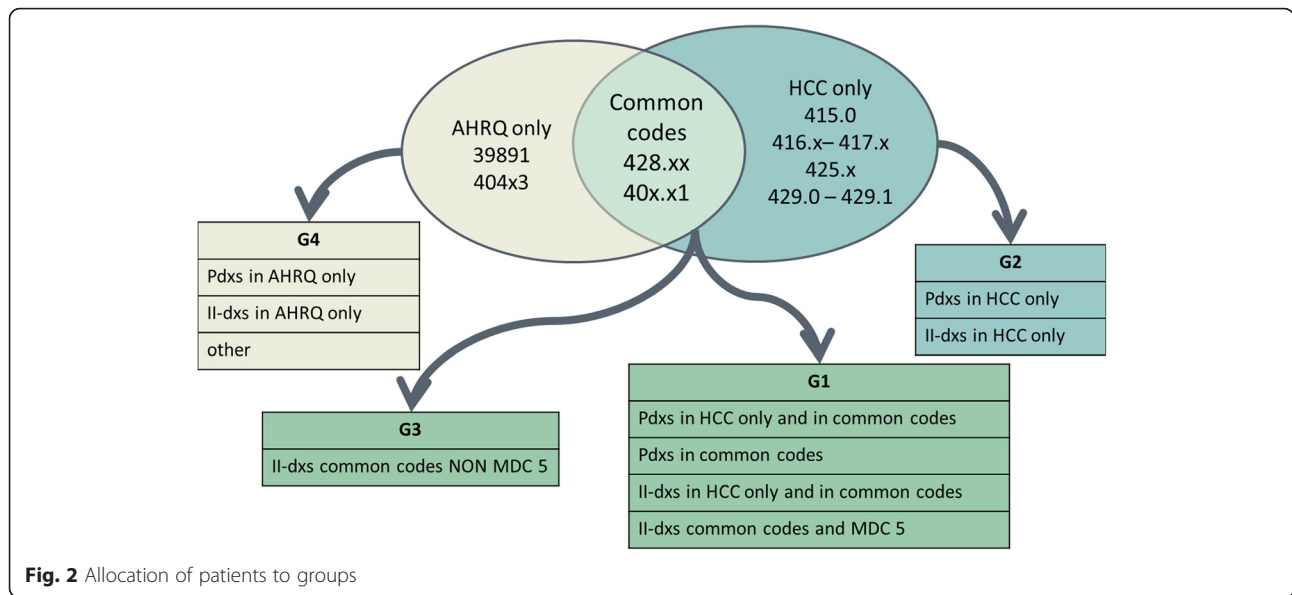 AHRQ only
39891
404x3
Common
codes
428.xx
40x.x1
HCC only
415.0
416.x– 417.x
425.x
429.0 – 429.1
G4
Pdxs in AHRQ only
II-dxs in AHRQ only
other
G3
II-dxs common codes NON MDC 5
G1
Pdxs in HCC only and in common codes
Pdxs in common codes
II-dxs in HCC only and in common codes
II-dxs common codes and MDC 5
G2
Pdxs in HCC only
II-dxs in HCC only
Fig. 2 Allocation of patients to groups